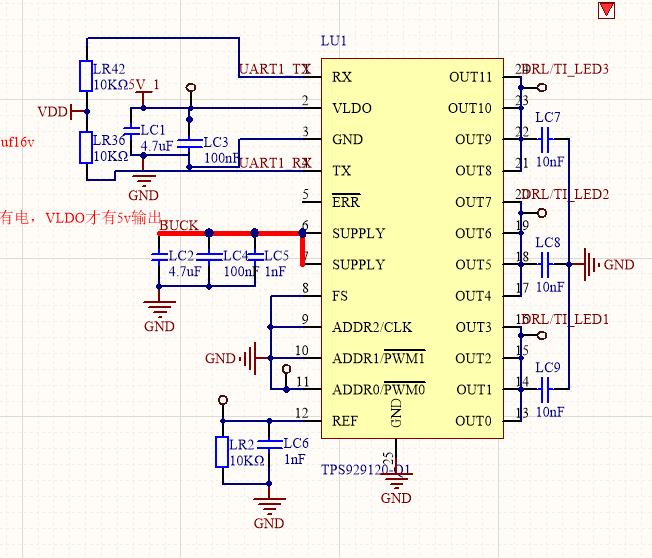 LU1
UART1_TX
1
RX
OUT11
24
DRL/TI_LED3
LR42
10KΩ
5V_1
VDD
2
VLDO
OUT10
23
LC7
10nF
uf16v
LR36
10KΩ
LC1
4.7uF
LC3
100nF
3
GND
OUT9
22
UART1_RX
4
TX
OUT8
21
GND
5
ERR
OUT7
20
DRL/TI_LED2
有电，VLDO才有5v输出
BUCK
6
SUPPLY
OUT6
19
LC2
4.7uF
LC4
100nF
LC5
1nF
7
SUPPLY
OUT5
18
LC8
10nF
GND
8
FS
OUT4
17
GND
9
ADDR2/CLK
OUT3
16
DRL/TI_LED1
GND
10
ADDR1/PWM1
OUT2
15
11
ADDR0/PWM0
OUT1
14
LC9
10nF
12
REF
GND
OUT0
13
LR2
10KΩ
LC6
1nF
25
TPS929120-Q1
GND
GND